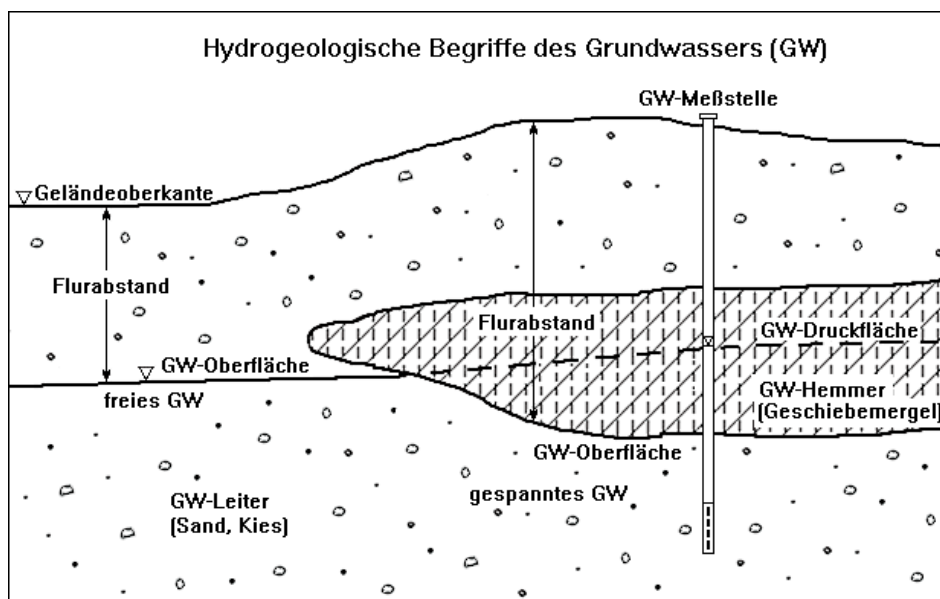 Hydrogeologische Begriffe des Grundwassers (GW)
GW-Meßstelle
Geländeoberkante
Flurabstand
Flurabstand
GW-Druckfläche
GW-Oberfläche
freies GW
GW-Hemmer
(Geschiebemergel)
GW-Oberfläche
gespanntes GW
GW-Leiter
(Sand, Kies)